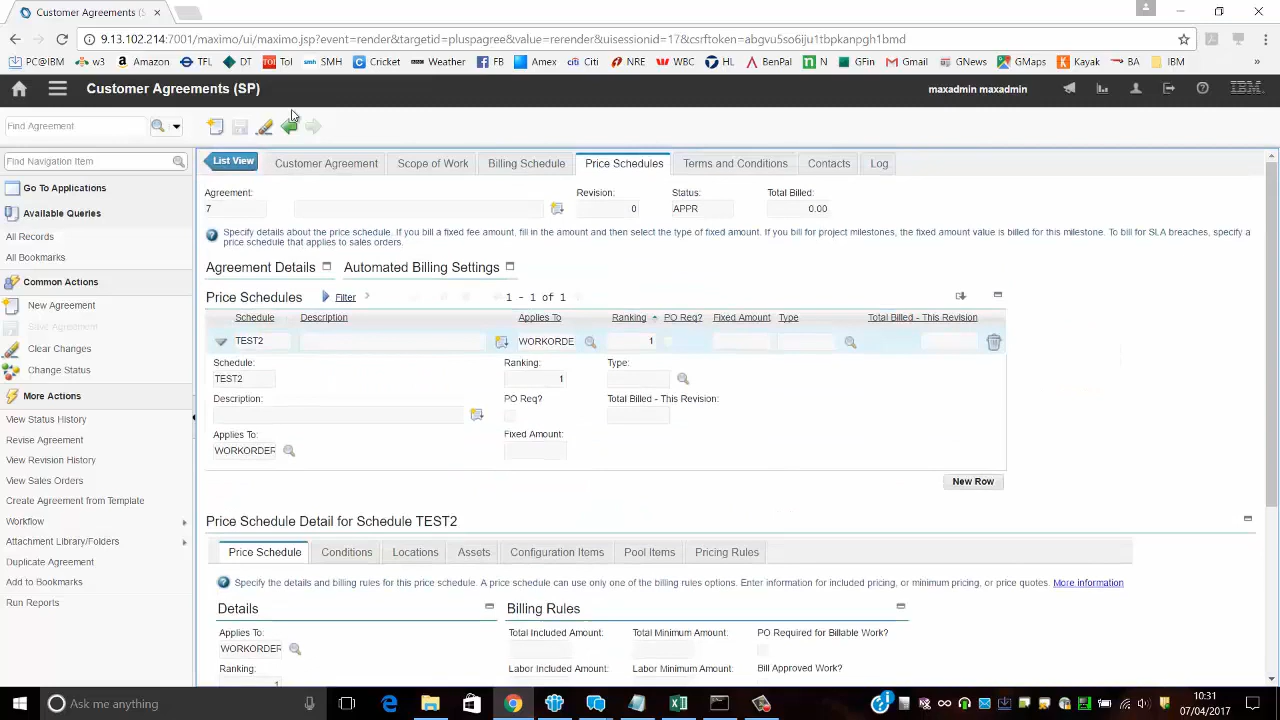 Customer Agreements (S
9.13.102.214:7001/maximo/ui/maximo.jsp?event=render&targetid=pluspagree&value=rerender&uisessionid=17&csrftoken=abgvu5so6iju1tbpkanpgh1bmd
PC@IBM w3 Amazon TFL DT TOI ToI SMH Cricket Weather FB Amex Citi NRE WBC HL BenPal N GFin Gmail GNews GMaps Kayak IBM »
Customer Agreements (SP) maxadmin maxadmin IBM
Find Agreement
Find Navigation Item
Go To Applications
Available Queries
All Records
All Bookmarks
Common Actions
New Agreement
Save Agreement
Clear Changes
Change Status
More Actions
View Status History
Revise Agreement
View Revision History
View Sales Orders
Create Agreement from Template
Workflow
Attachment Library/Folders
Duplicate Agreement
Add to Bookmarks
Run Reports
List View Customer Agreement Scope of Work Billing Schedule Price Schedules Terms and Conditions Contacts Log
Agreement: Revision: Status: Total Billed:
7 0 APPR 0.00
Specify details about the price schedule. If you bill a fixed fee amount, fill in the amount and then select the type of fixed amount. If you bill for project milestones, the fixed amount value is billed for this milestone. To bill for SLA breaches, specify a
price schedule that applies to sales orders.
Agreement Details Automated Billing Settings
Price Schedules Filter 1 - 1 of 1
Schedule Description Applies To Ranking PO Req? Fixed Amount Type Total Billed - This Revision
TEST2 WORKORDE 1
Schedule: Ranking: Type:
TEST2 1
Description: PO Req? Total Billed - This Revision:
Applies To: Fixed Amount:
WORKORDER
New Row
Price Schedule Detail for Schedule TEST2
Price Schedule Conditions Locations Assets Configuration Items Pool Items Pricing Rules
Specify the details and billing rules for this price schedule. A price schedule can use only one of the billing rules options. Enter information for included pricing, or minimum pricing, or price quotes. More information
Details Billing Rules
Applies To: Total Included Amount: Total Minimum Amount: PO Required for Billable Work?
WORKORDER
Ranking: Labor Included Amount: Labor Minimum Amount: Bill Approved Work?
1
Ask me anything
10:31
07/04/2017